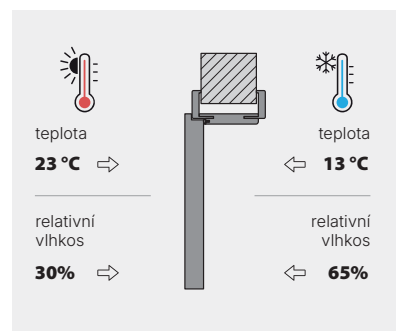 teplota
23 °C
relativní
vlhkos
30%
teplota
13 °C
relativní
vlhkos
65%